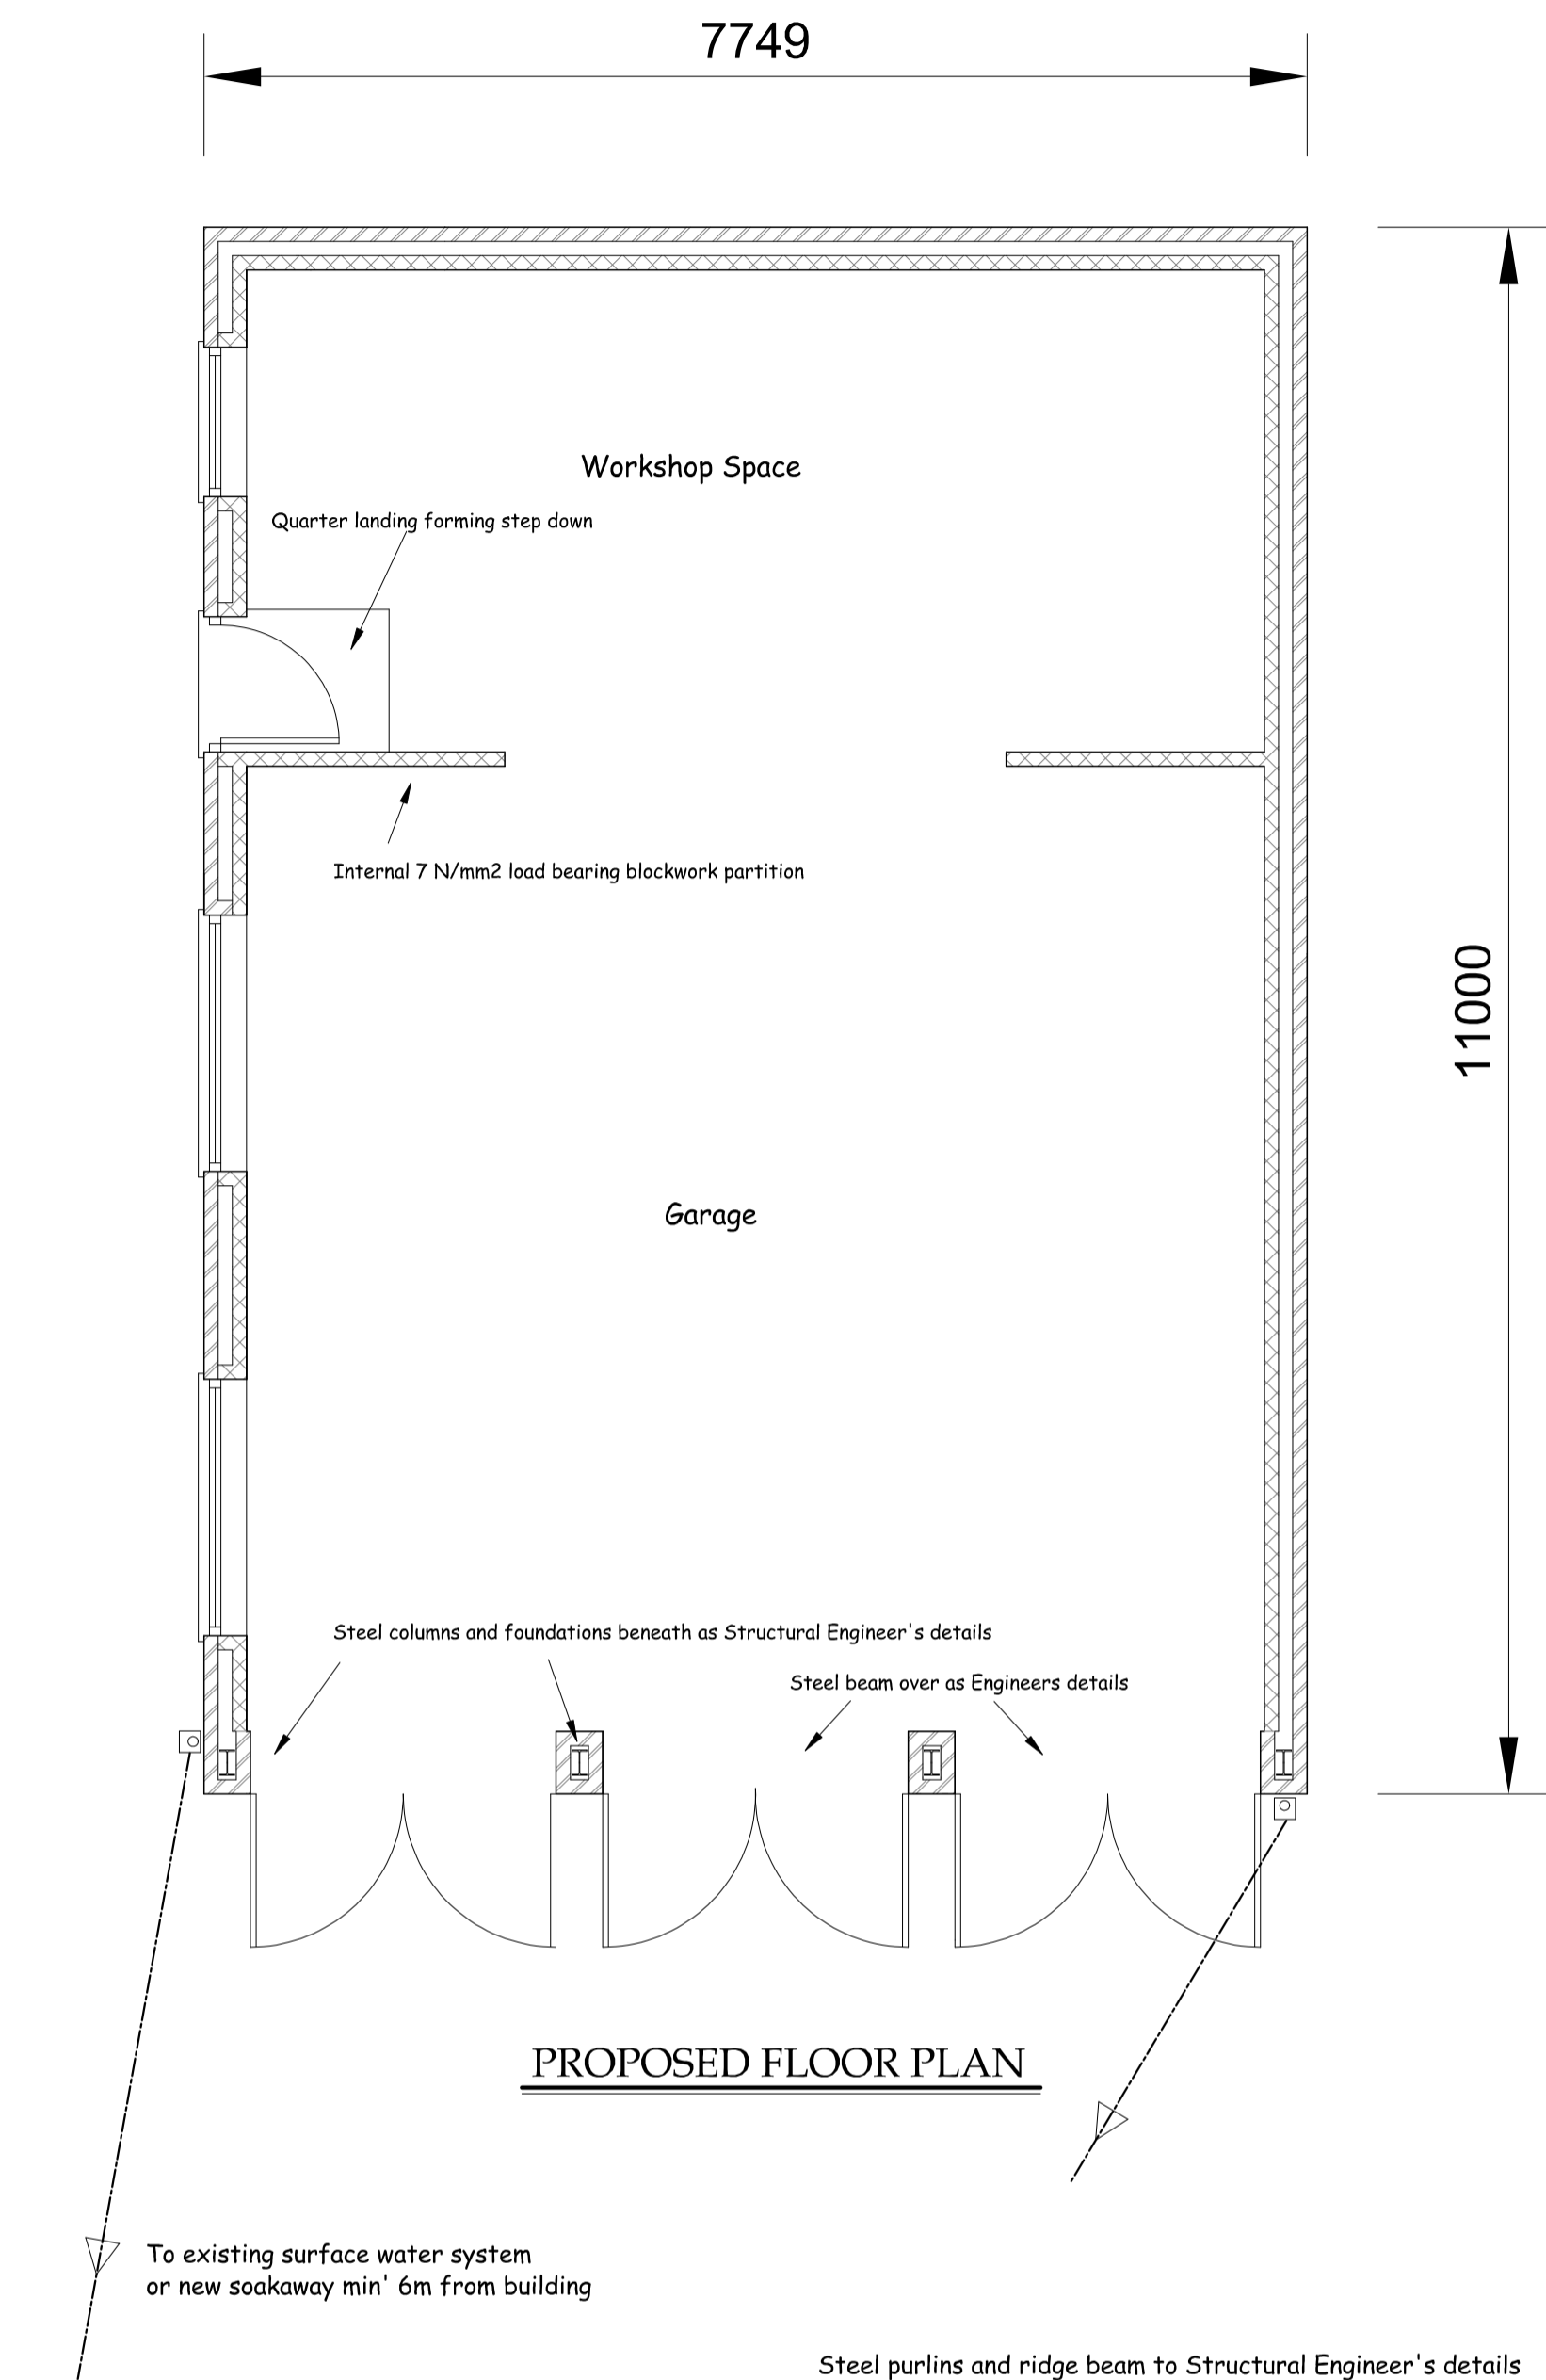 7749
Workshop Space
Quarter landing forming step down
Internal 7 N/mm2 load bearing blockwork partition
11000
Garage
Steel columns and foundations beneath as Structural Engineer's details
Steel beam over as Engineers details
PROPOSED FLOOR PLAN
To existing surface water system
or new soakaway min' 6m from building
Steel purlins and ridge beam to Structural Engineer's details